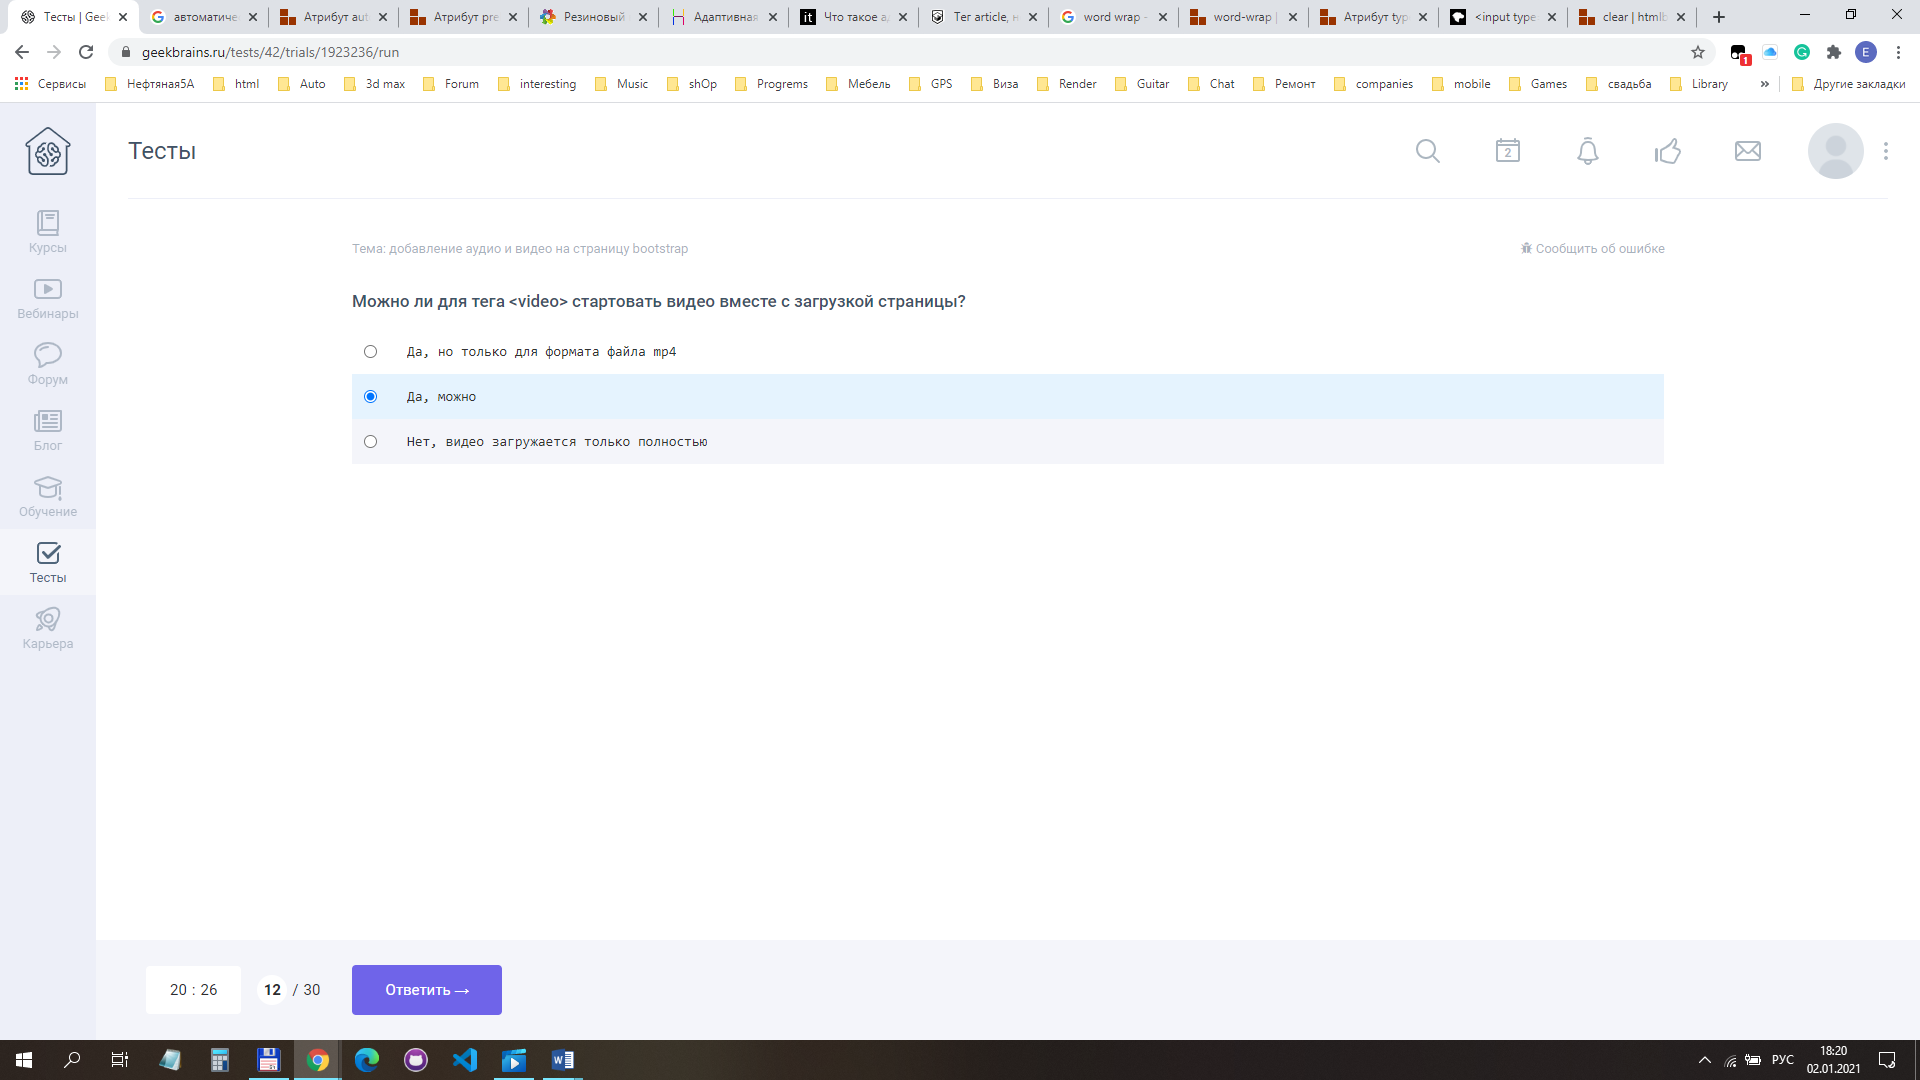 Тесты | Geek
автоматиче
Атрибут aut
Атрибут pre
Резиновый
Адаптивная
Что такое а
Тег article, н
word wrap -
word-wrap |
Атрибут typ
<input type
clear | htmlb
geekbrains.ru/tests/42/trials/1923236/run
1
E
Сервисы
Нефтяная5А
html
Auto
3d max
Forum
interesting
Music
shOp
Progrems
Мебель
GPS
Виза
Render
Guitar
Chat
Ремонт
companies
mobile
Games
свадьба
Library
»
Другие закладки
Тесты
2
Курсы
Вебинары
Форум
Блог
Обучение
Тесты
Карьера
Тема: добавление аудио и видео на страницу bootstrap
Сообщить об ошибке
Можно ли для тега <video> стартовать видео вместе с загрузкой страницы?
Да, но только для формата файла mp4
Да, можно
Нет, видео загружается только полностью
20 : 26
12 / 30
Ответить →
РУС
18:20
02.01.2021